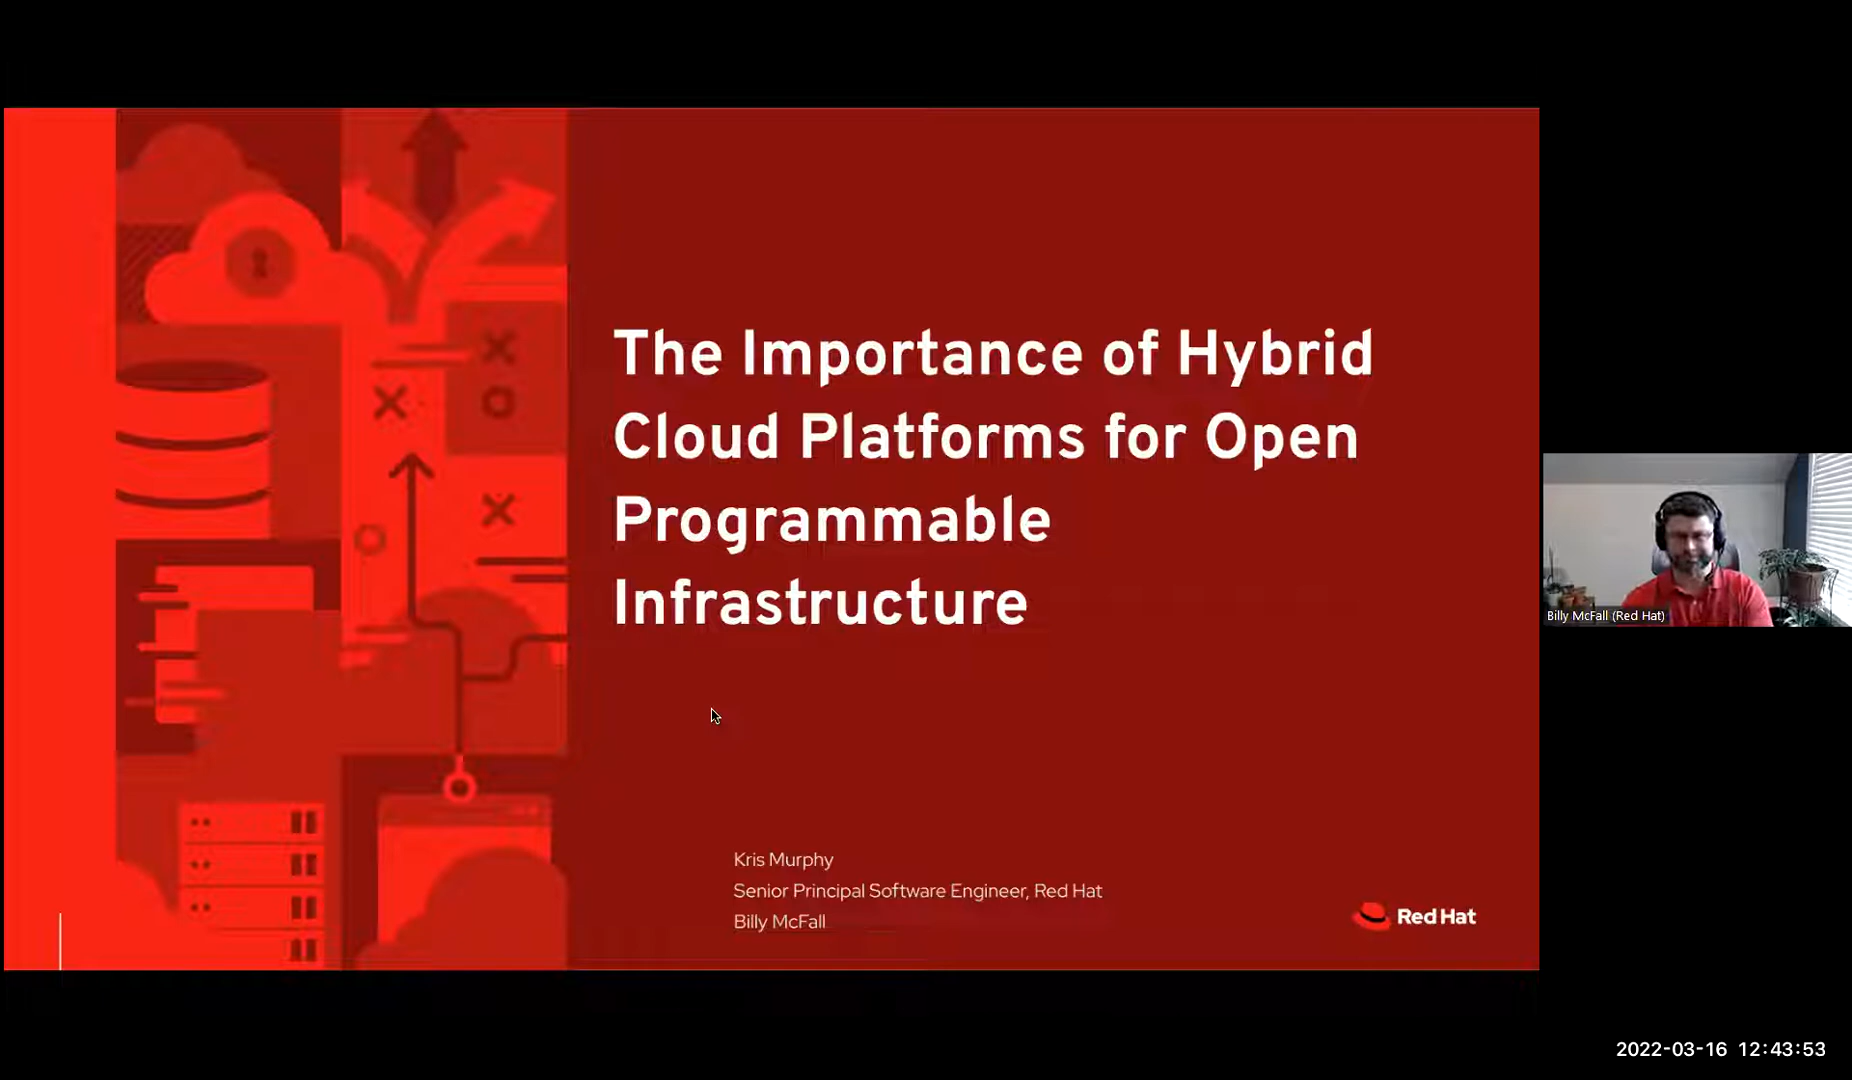 The Importance of Hybrid
Cloud Platforms for Open
Programmable
Infrastructure
Kris Murphy
Senior Principal Software Engineer, Red Hat
Billy McFall
Red Hat
Billy McFall (Red Hat)
2022-03-16 12:43:53